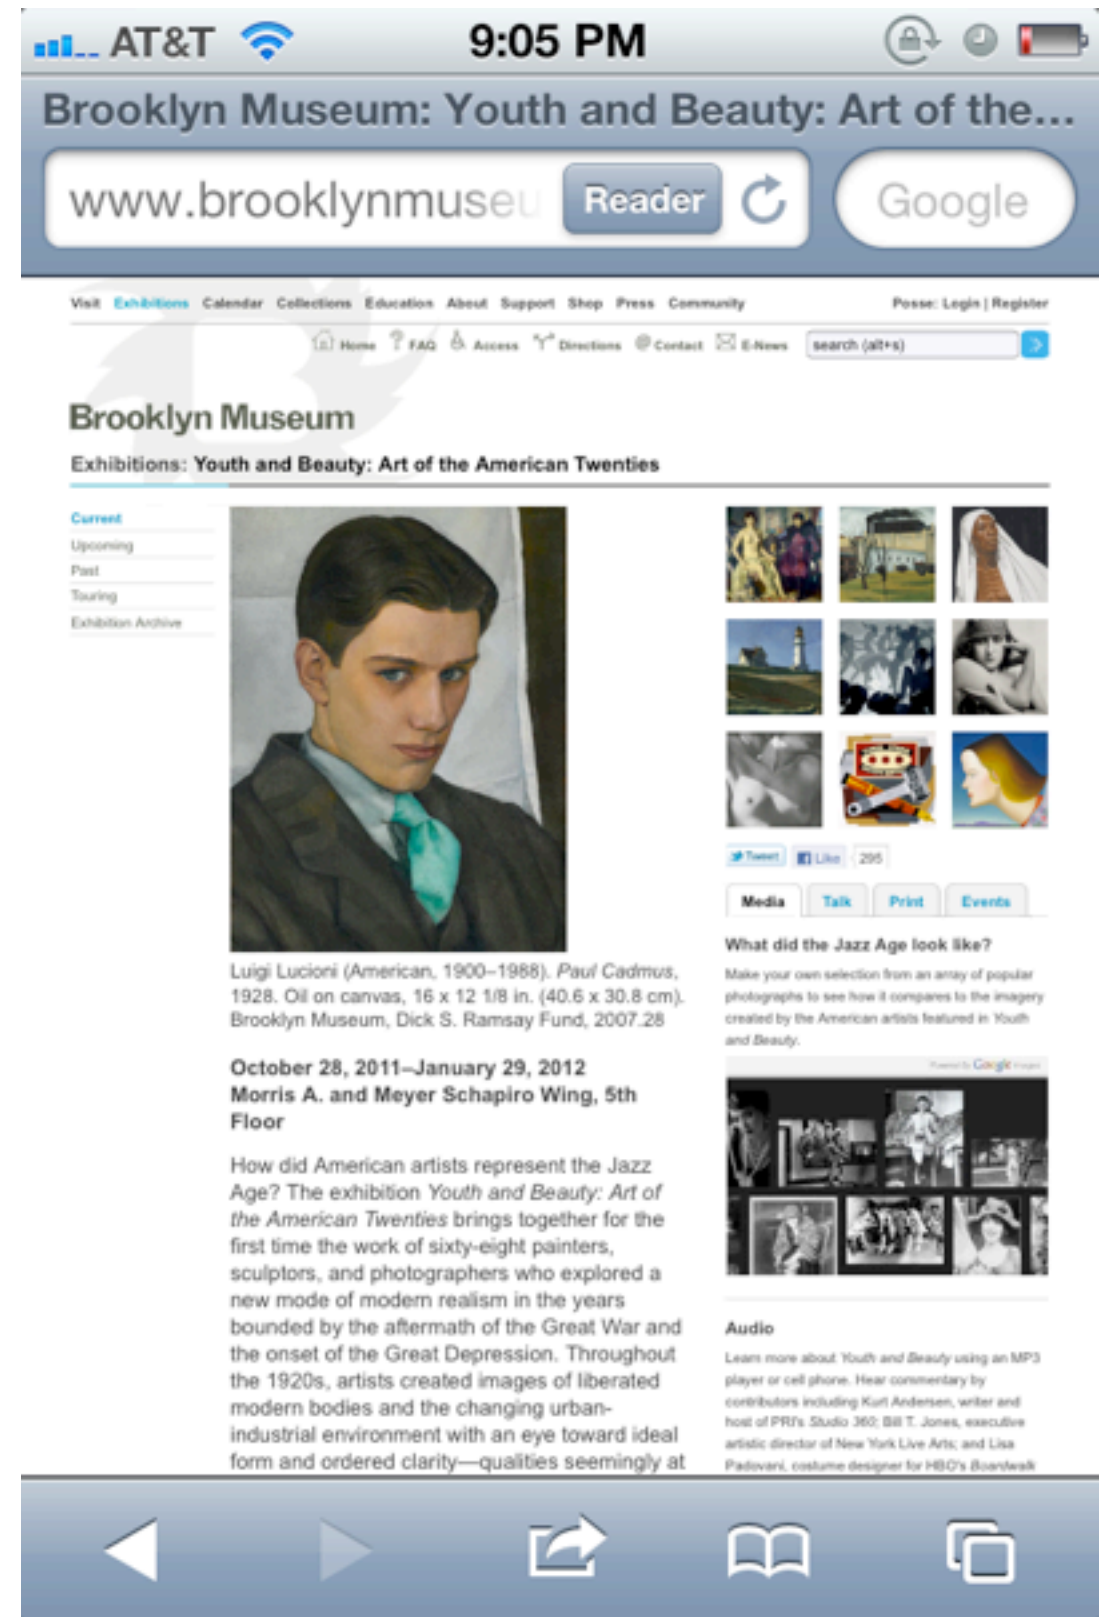 AT&T 9:05 PM
Brooklyn Museum: Youth and Beauty: Art of the...
www.brooklynmuseu Reader Google
Visit Exhibitions Calendar Collections Education About Support Shop Press Community Posse: Login | Register
Home ? FAQ Access Directions @ Contact E-News search (alt+s)
Brooklyn Museum
Exhibitions: Youth and Beauty: Art of the American Twenties
Current
Upcoming
Past
Touring
Exhibition Archive
Luigi Lucioni (American, 1900–1988). Paul Cadmus,
1928. Oil on canvas, 16 x 12 1/8 in. (40.6 x 30.8 cm).
Brooklyn Museum, Dick S. Ramsay Fund, 2007.28
October 28, 2011–January 29, 2012
Morris A. and Meyer Schapiro Wing, 5th
Floor
How did American artists represent the Jazz
Age? The exhibition Youth and Beauty: Art of
the American Twenties brings together for the
first time the work of sixty-eight painters,
sculptors, and photographers who explored a
new mode of modern realism in the years
bounded by the aftermath of the Great War and
the onset of the Great Depression. Throughout
the 1920s, artists created images of liberated
modern bodies and the changing urban-
industrial environment with an eye toward ideal
form and ordered clarity—qualities seemingly at
Tweet Like 295
Media Talk Print Events
What did the Jazz Age look like?
Make your own selection from an array of popular
photographs to see how it compares to the imagery
created by the American artists featured in Youth
and Beauty.
Powered By Google Images
Audio
Learn more about Youth and Beauty using an MP3
player or cell phone. Hear commentary by
contributors including Kurt Andersen, writer and
host of PRI's Studio 360; Bill T. Jones, executive
artistic director of New York Live Arts; and Lisa
Padovani, costume designer for HBO's Boardwalk